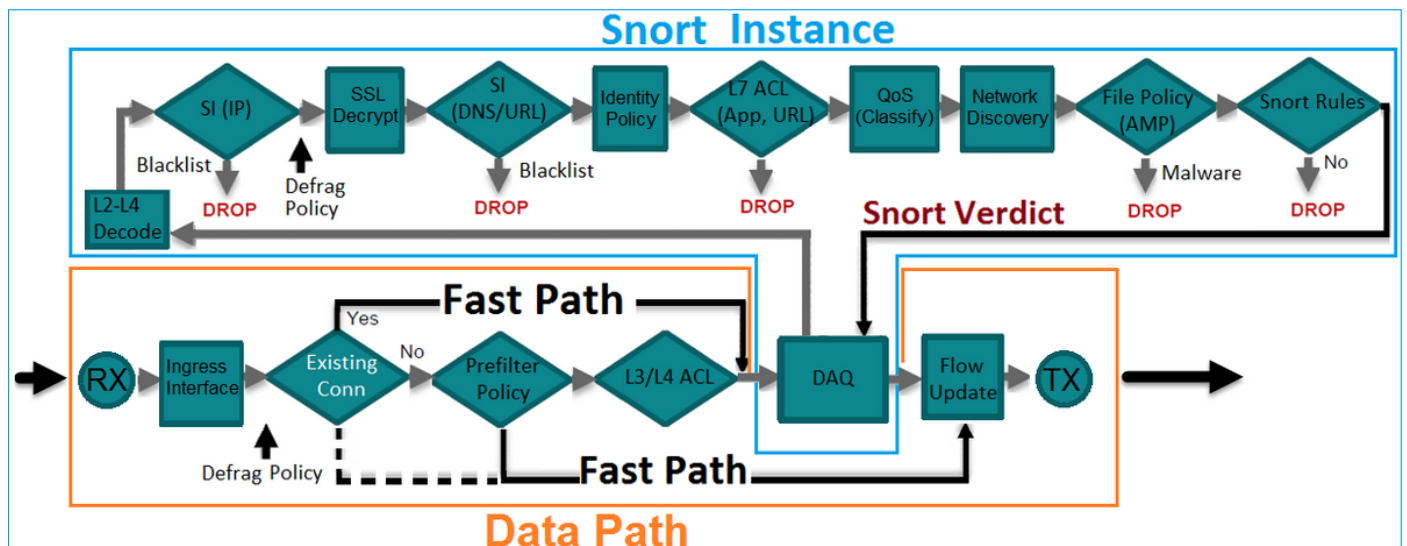 Snort Instance
SI (IP)
SSL
Decrypt
SI
(DNS/URL)
Identity
Policy
L7 ACL
(App, URL)
QoS
(Classify)
Network
Discovery
File Policy
(AMP)
Snort Rules
Blacklist
DROP
Defrag
Policy
Blacklist
DROP
DROP
Malware
DROP
No
DROP
L2-L4
Decode
Snort Verdict
Fast Path
Yes
RX
Ingress
Interface
Existing
Conn
No
Prefilter
Policy
L3/L4 ACL
DAQ
Flow
Update
TX
Defrag Policy
Fast Path
Data Path